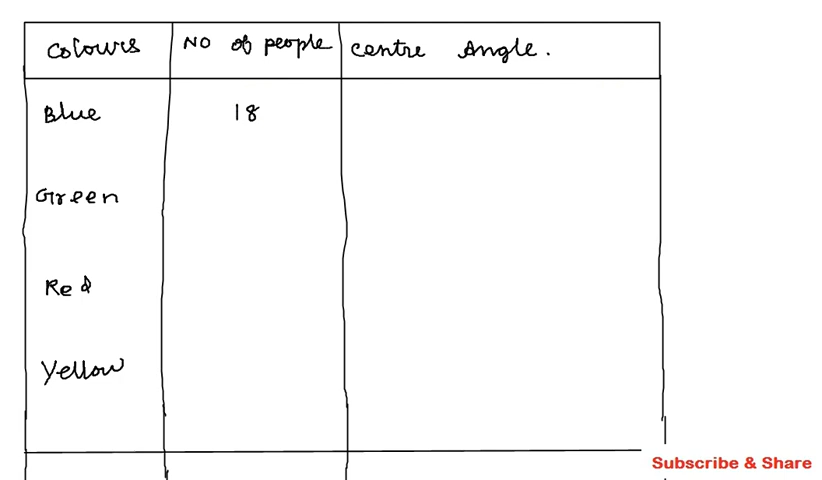 Colours NO of people centre Angle.
Blue 18
Green
Red
Yellow
Subscribe & Share